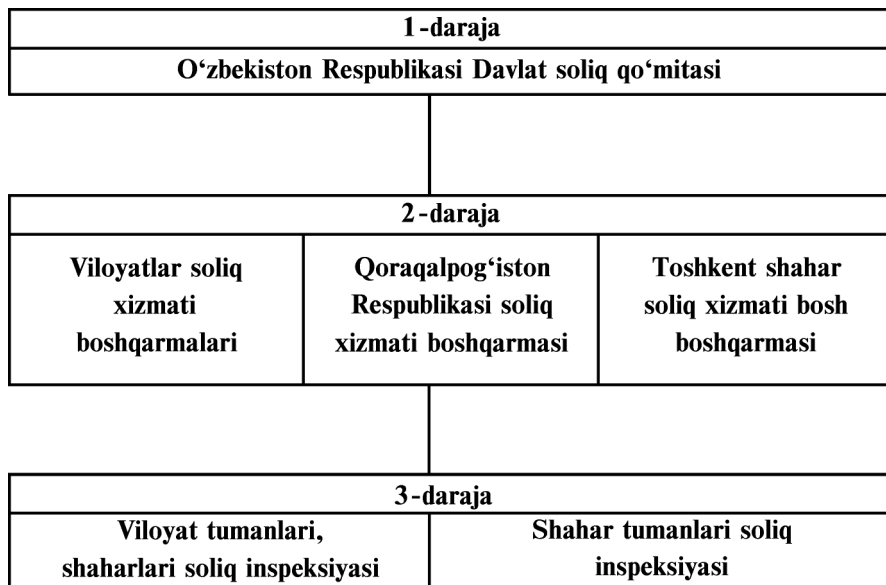 1-daraja
O‘zbekiston Respublikasi Davlat soliq qo‘mitasi
2-daraja
Viloyatlar soliq
xizmati
boshqarmalari
Qoraqalpog‘iston
Respublikasi soliq
xizmati boshqarmasi
Toshkent shahar
soliq xizmati bosh
boshqarmasi
3-daraja
Viloyat tumanlari,
shaharlari soliq inspeksiyasi
Shahar tumanlari soliq
inspeksiyasi